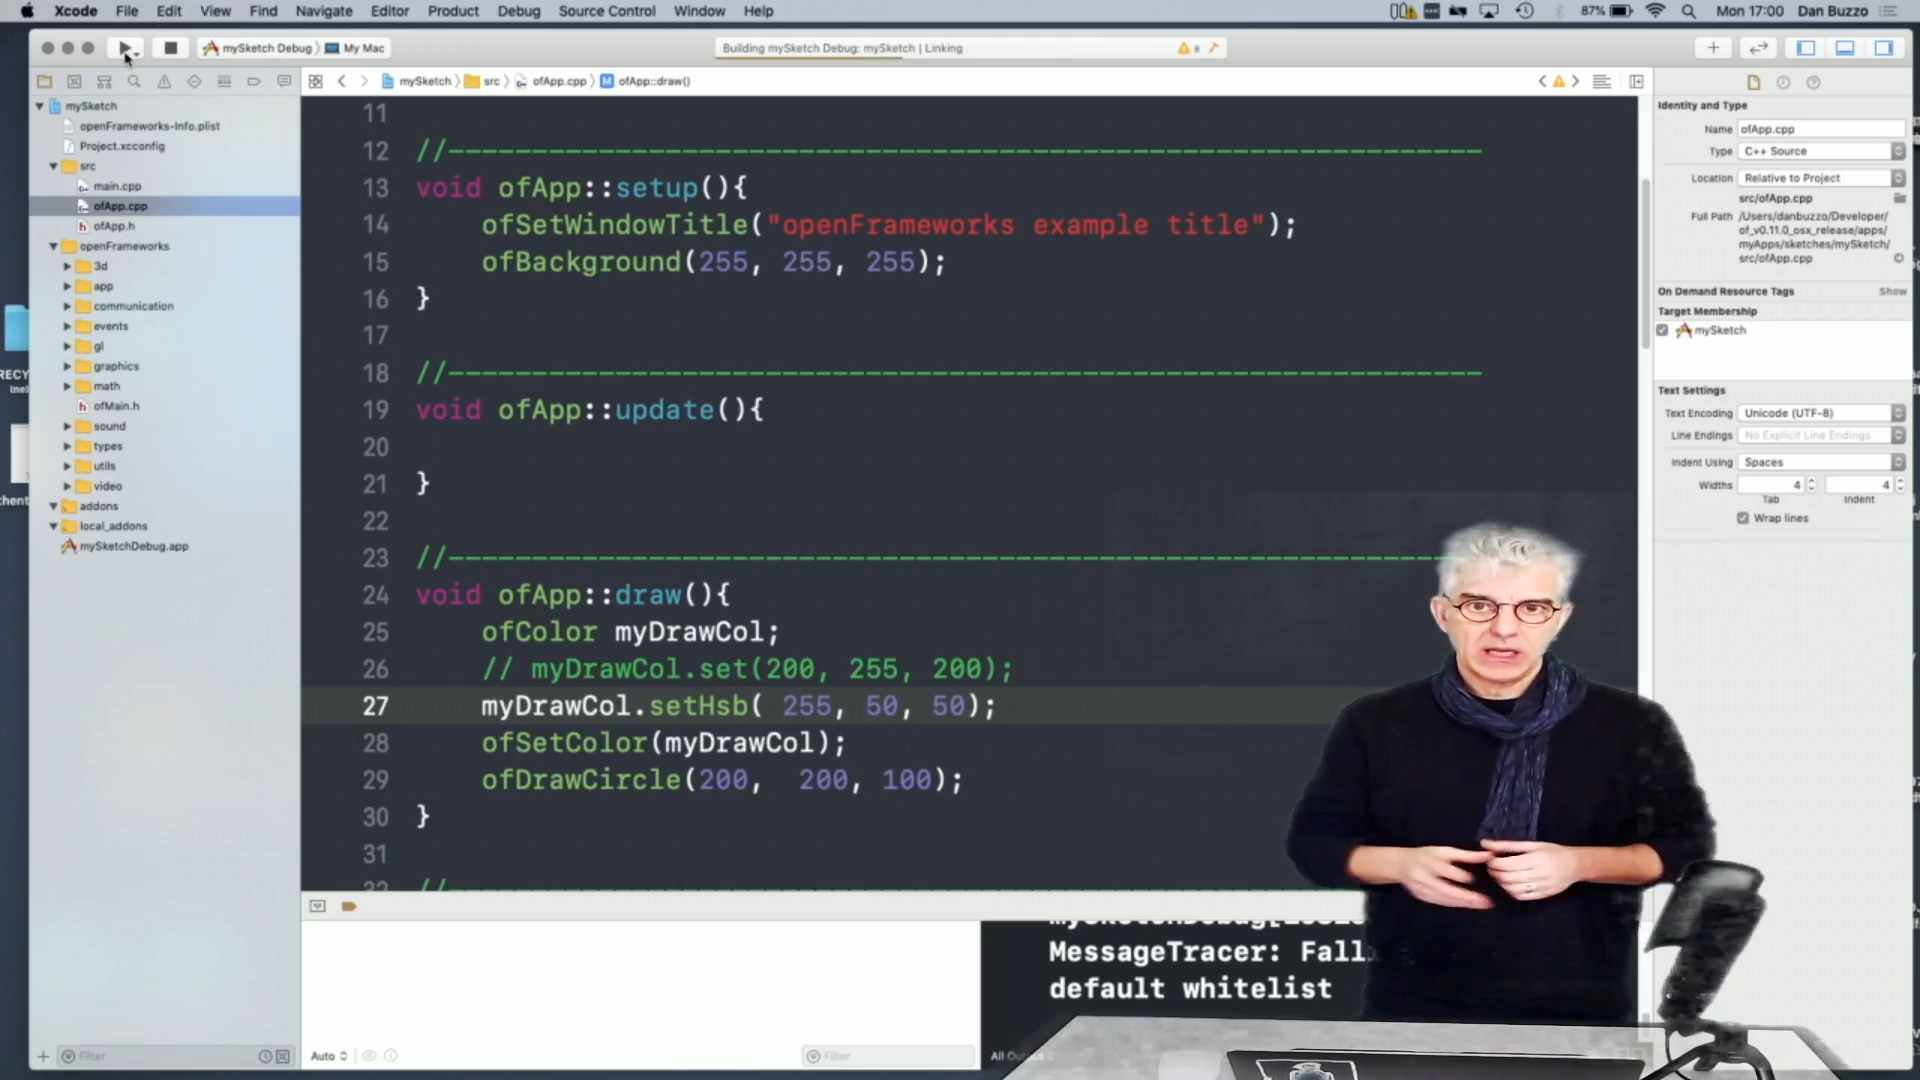 Xcode File Edit View Find Navigate Editor Product Debug Source Control Window Help
87% Mon 17:00 Dan Buzzo
mySketch Debug My Mac
Building mySketch Debug: mySketch | Linking
8
mySketch src ofApp.cpp M ofApp::draw()
mySketch
openFrameworks-Info.plist
Project.xcconfig
src
main.cpp
ofApp.cpp
h ofApp.h
openFrameworks
3d
app
communication
events
gl
graphics
math
h ofMain.h
sound
types
utils
video
addons
local_addons
mySketchDebug.app
Filter
11
12 //---------------------------------------------------------------
13 void ofApp::setup(){
14 ofSetWindowTitle("openFrameworks example title");
15 ofBackground(255, 255, 255);
16 }
17
18 //---------------------------------------------------------------
19 void ofApp::update(){
20
21 }
22
23 //---------------------------------------------------------------
24 void ofApp::draw(){
25 ofColor myDrawCol;
26 // myDrawCol.set(200, 255, 200);
27 myDrawCol.setHsb( 255, 50, 50);
28 ofSetColor(myDrawCol);
29 ofDrawCircle(200, 200, 100);
30 }
31
32 //---------------------------------------------------------------
MessageTracer: Fall
default whitelist
Auto
Filter
All Out
Identity and Type
Name ofApp.cpp
Type C++ Source
Location Relative to Project
src/ofApp.cpp
Full Path /Users/danbuzzo/Developer/
of_v0.11.0_osx_release/apps/
myApps/sketches/mySketch/
src/ofApp.cpp
On Demand Resource Tags Show
Target Membership
mySketch
Text Settings
Text Encoding Unicode (UTF-8)
Line Endings No Explicit Line Endings
Indent Using Spaces
Widths 4 4
Tab Indent
Wrap lines
RECY